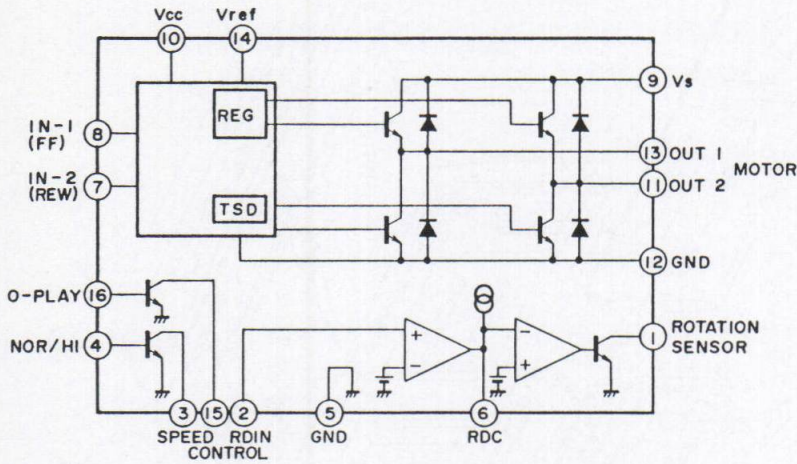 Vcc Vref
10 14
REG
9 Vs
IN-1
(FF)
8
13 OUT 1
MOTOR
11 OUT 2
IN-2
(REW)
7
TSD
12 GND
O-PLAY 16
NOR/HI 4
+
−
−
+
1 ROTATION
SENSOR
3 15 2 5 6
SPEED RDIN GND RDC
CONTROL